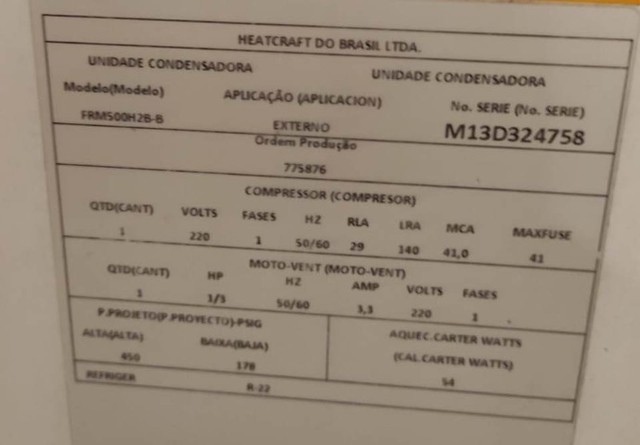 HEATCRAFT DO BRASIL LTDA.
UNIDADE CONDENSADORA UNIDADE CONDENSADORA
Modelo(Modelo) APLICAÇÃO (APLICACION) No. SERIE (No. SERIE)
FRM500H2B-B EXTERNO M13D324758
Ordem Produção
775876
COMPRESSOR (COMPRESOR)
QTD(CANT) VOLTS FASES HZ RLA LRA MCA MAXFUSE
1 220 1 50/60 29 140 41,0 41
MOTO-VENT (MOTO-VENT)
QTD(CANT) HP HZ AMP VOLTS FASES
1 1/3 50/60 3,3 220 1
P.PROJETO(P.PROYECTO)-PSIG AQUEC.CARTER WATTS
ALTA(ALTA) BAIXA(BAJA) (CAL.CARTER WATTS)
450 178 54
REFRIGER R-22